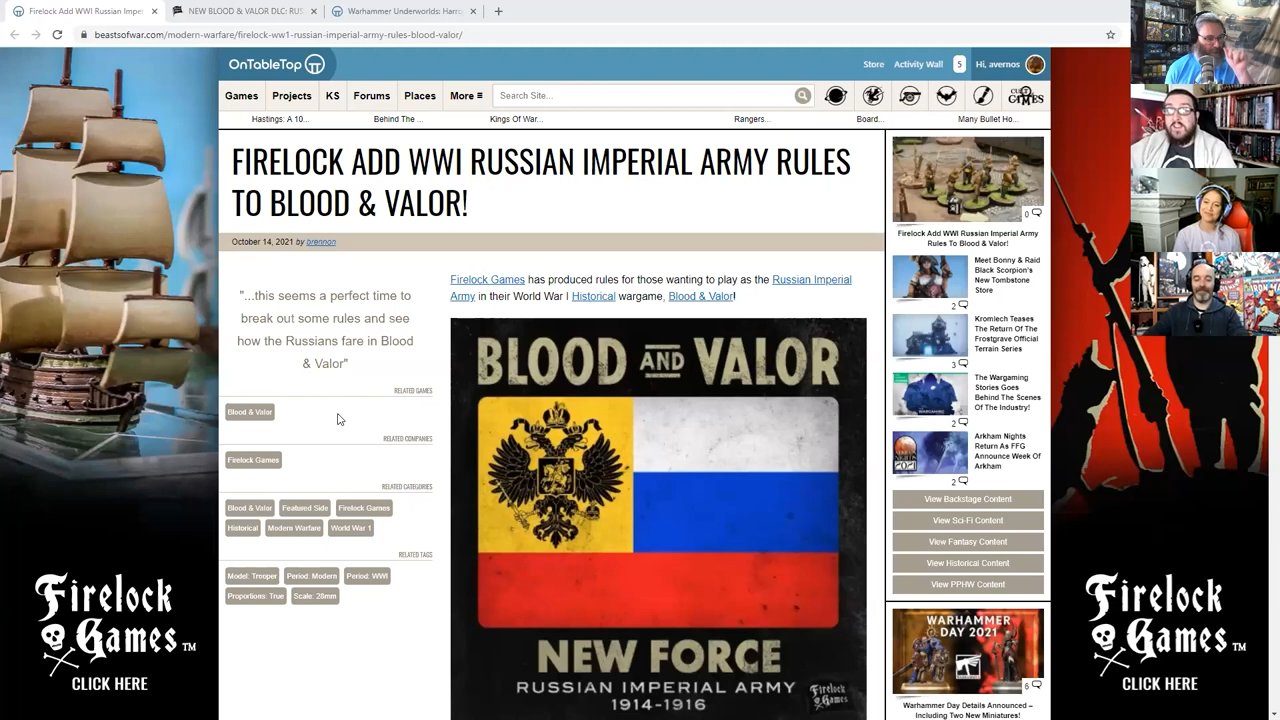 Firelock Add WWI Russian Imper
NEW BLOOD & VALOR DLC: RUS
Warhammer Underworlds: Harro
beastsofwar.com/modern-warfare/firelock-ww1-russian-imperial-army-rules-blood-valor/
OnTableTop
Store
Activity Wall
5
Hi, avernos
Games
Projects
KS
Forums
Places
More
Search Site...
Hastings: A 10...
Behind The ...
Kings Of War...
Rangers...
Board...
Many Bullet Ho...
FIRELOCK ADD WWI RUSSIAN IMPERIAL ARMY RULES
TO BLOOD & VALOR!
October 14, 2021 by brennon
"...this seems a perfect time to
break out some rules and see
how the Russians fare in Blood
& Valor"
RELATED GAMES
Blood & Valor
RELATED COMPANIES
Firelock Games
RELATED CATEGORIES
Blood & Valor
Featured Side
Firelock Games
Historical
Modern Warfare
World War 1
RELATED TAGS
Model: Trooper
Period: Modern
Period: WWI
Proportions: True
Scale: 28mm
Firelock Games has produced rules for those wanting to play as the Russian Imperial
Army in their World War I Historical wargame, Blood & Valor!
BLOOD AND VALOR
NEW FORCE
RUSSIAN IMPERIAL ARMY
1914-1916
Firelock
Games
0
Firelock Add WWI Russian Imperial Army
Rules To Blood & Valor!
Meet Bonny & Raid
Black Scorpion's
New Tombstone
Store
2
Kromlech Teases
The Return Of The
Frostgrave Official
Terrain Series
3
The Wargaming
Stories Goes
Behind The Scenes
Of The Industry!
2
Arkham Nights
Return As FFG
Announce Week Of
Arkham
2
View Backstage Content
View Sci-Fi Content
View Fantasy Content
View Historical Content
View PPHW Content
WARHAMMER
DAY 2021
6
Warhammer Day Details Announced –
Including Two New Miniatures!
Firelock
Games TM
CLICK HERE
Firelock
Games TM
CLICK HERE